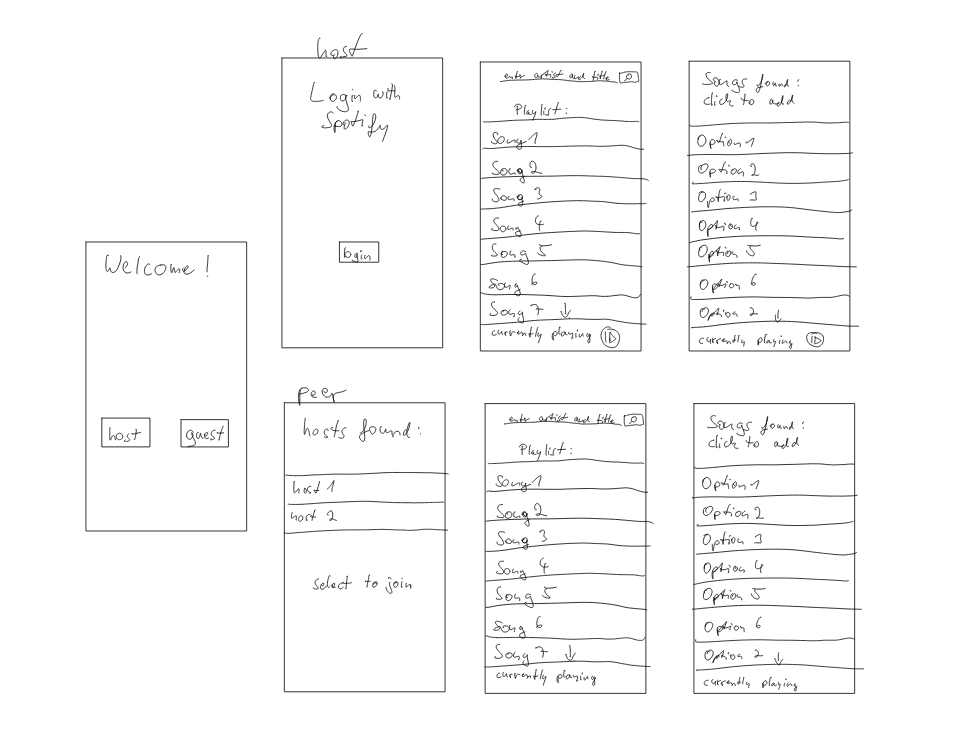 Welcome!
host
guest
host
Login with
Spotify
login
enter artist and title
Playlist:
Song 1
Song 2
Song 3
Song 4
Song 5
Song 6
Song 7 ↓
currently playing
Songs found:
click to add
Option 1
Option 2
Option 3
Option 4
Option 5
Option 6
Option 2 ↓
currently playing
peer
hosts found:
host 1
host 2
select to join
enter artist and title
Playlist:
Song 1
Song 2
Song 3
Song 4
Song 5
Song 6
Song 7 ↓
currently playing
Songs found:
click to add
Option 1
Option 2
Option 3
Option 4
Option 5
Option 6
Option 2 ↓
currently playing